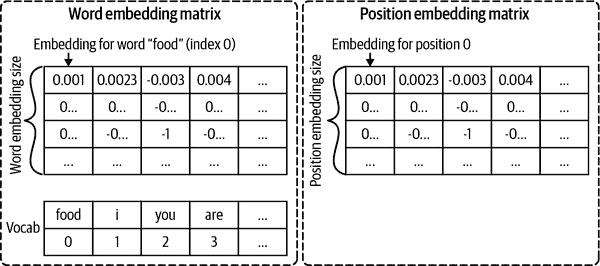 Word embedding matrix
Embedding for word “food” (index 0)
Word embedding size
0.001 0.0023 -0.003 0.004 ...
0... 0... -0... 0... ...
0... -0... -1 -0... ...
... ... ... ... ...
Vocab
food i you are ...
0 1 2 3 ...
Position embedding matrix
Embedding for position 0
Position embedding size
0.001 0.0023 -0.003 0.004 ...
0... 0... -0... 0... ...
0... -0... -1 -0... ...
... ... ... ... ...